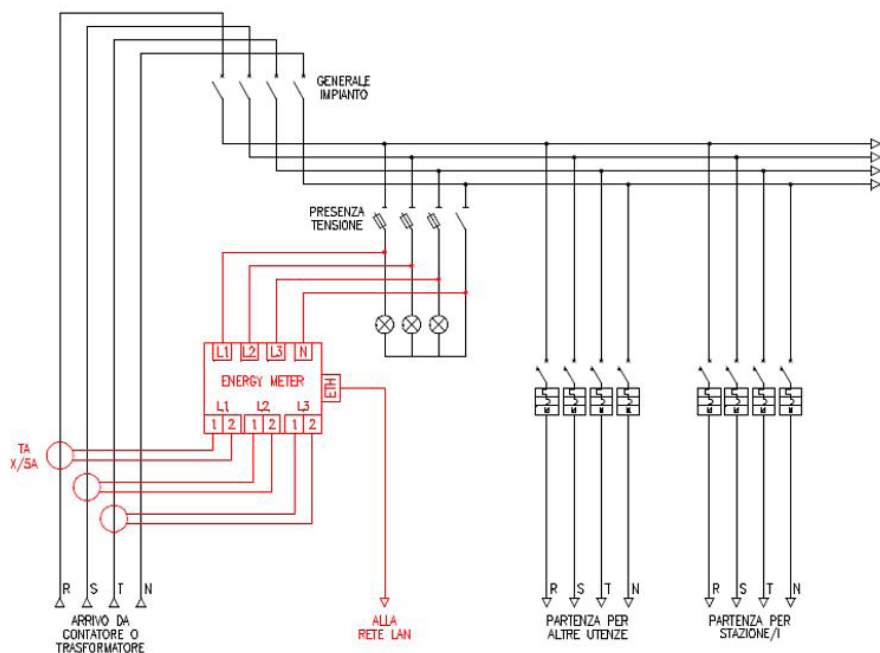 GENERALE
IMPIANTO
PRESENZA
TENSIONE
L1 L2 L3 N
ENERGY METER
ETH
L1 L2 L3
1 2 1 2 1 2
TA
X/5A
R S T N
ARRIVO DA
CONTATORE O
TRASFORMATORE
ALLA
RETE LAN
R S T N
PARTENZA PER
ALTRE UTENZE
R S T N
PARTENZA PER
STAZIONE/I